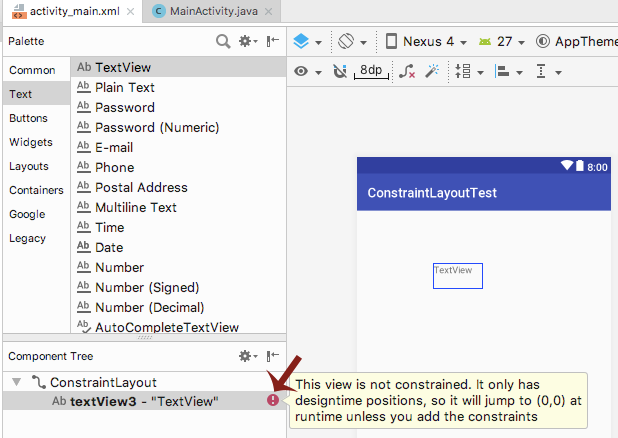 activity_main.xml × MainActivity.java ×
Palette
Nexus 4 27 AppTheme
8dp
Common
Text
Buttons
Widgets
Layouts
Containers
Google
Legacy
Ab TextView
Ab Plain Text
Ab Password
Ab Password (Numeric)
Ab E-mail
Ab Phone
Ab Postal Address
Ab Multiline Text
Ab Time
Ab Date
Ab Number
Ab Number (Signed)
Ab Number (Decimal)
Ab AutoCompleteTextView
8:00
ConstraintLayoutTest
TextView
Component Tree
ConstraintLayout
Ab textView3 - "TextView"
This view is not constrained. It only has
designtime positions, so it will jump to (0,0) at
runtime unless you add the constraints